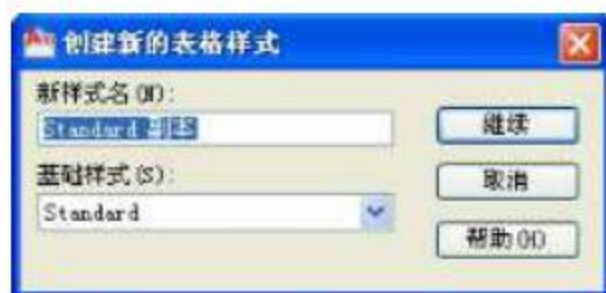 创建新的表格样式
新样式名(N):
Standard 副本
继续
基础样式(S):
取消
Standard
帮助(H)